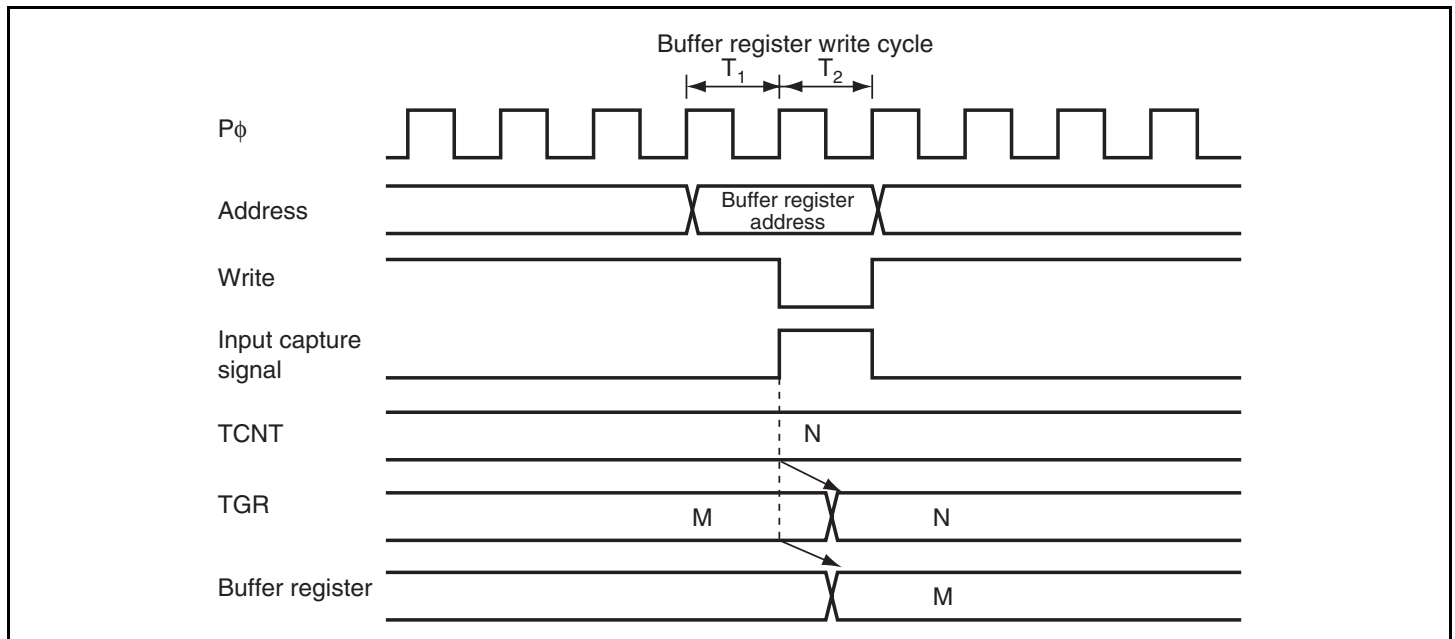 Buffer register write cycle
T1 T2
Pϕ
Address
Buffer register
address
Write
Input capture
signal
TCNT
N
TGR
M N
Buffer register
M